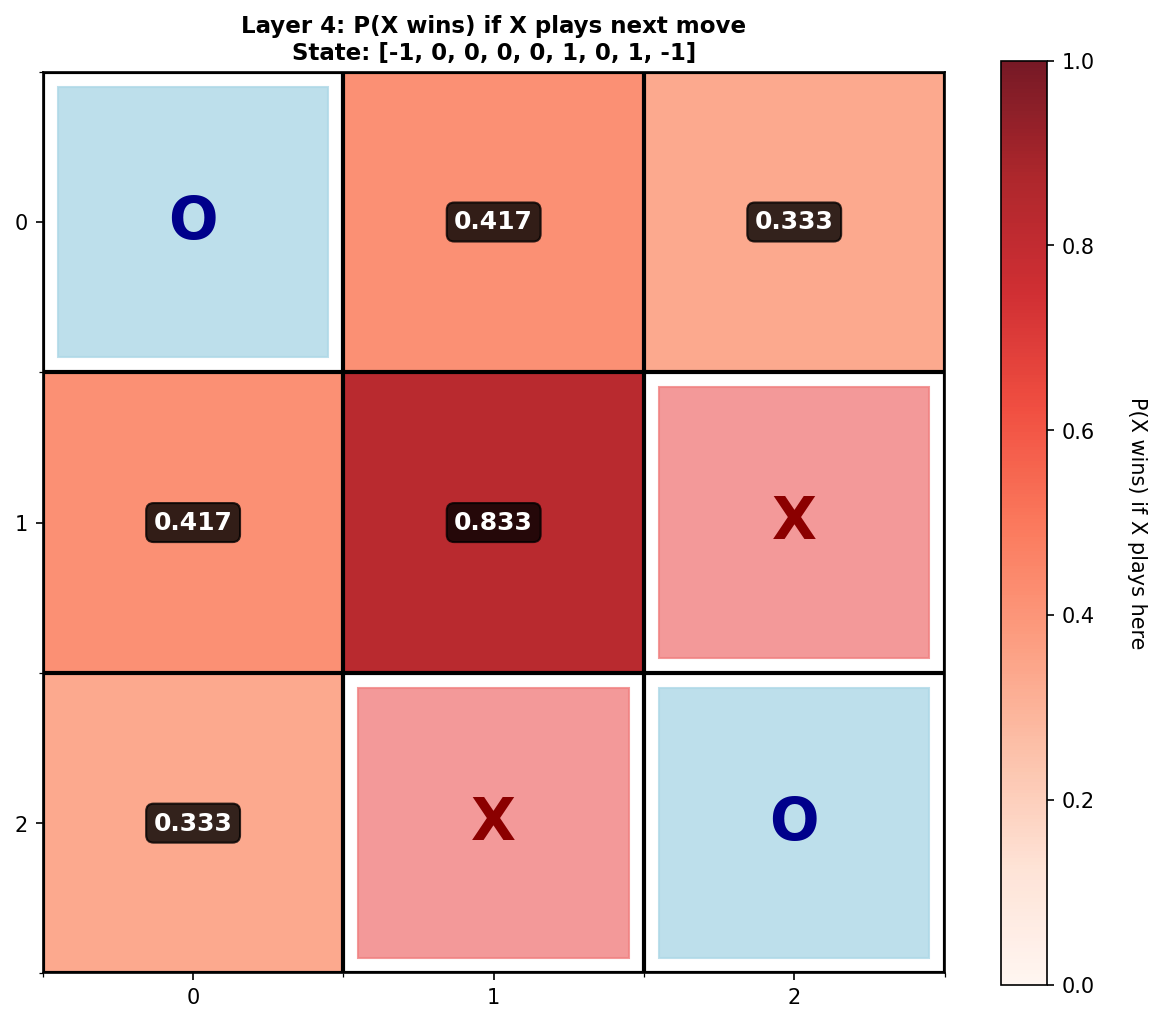 Layer 4: P(X wins) if X plays next move
State: [-1, 0, 0, 0, 0, 1, 0, 1, -1]
0
O
0.417
0.333
1
0.417
0.833
X
2
0.333
X
O
0
1
2
1.0
0.8
0.6
0.4
0.2
0.0
P(X wins) if X plays here